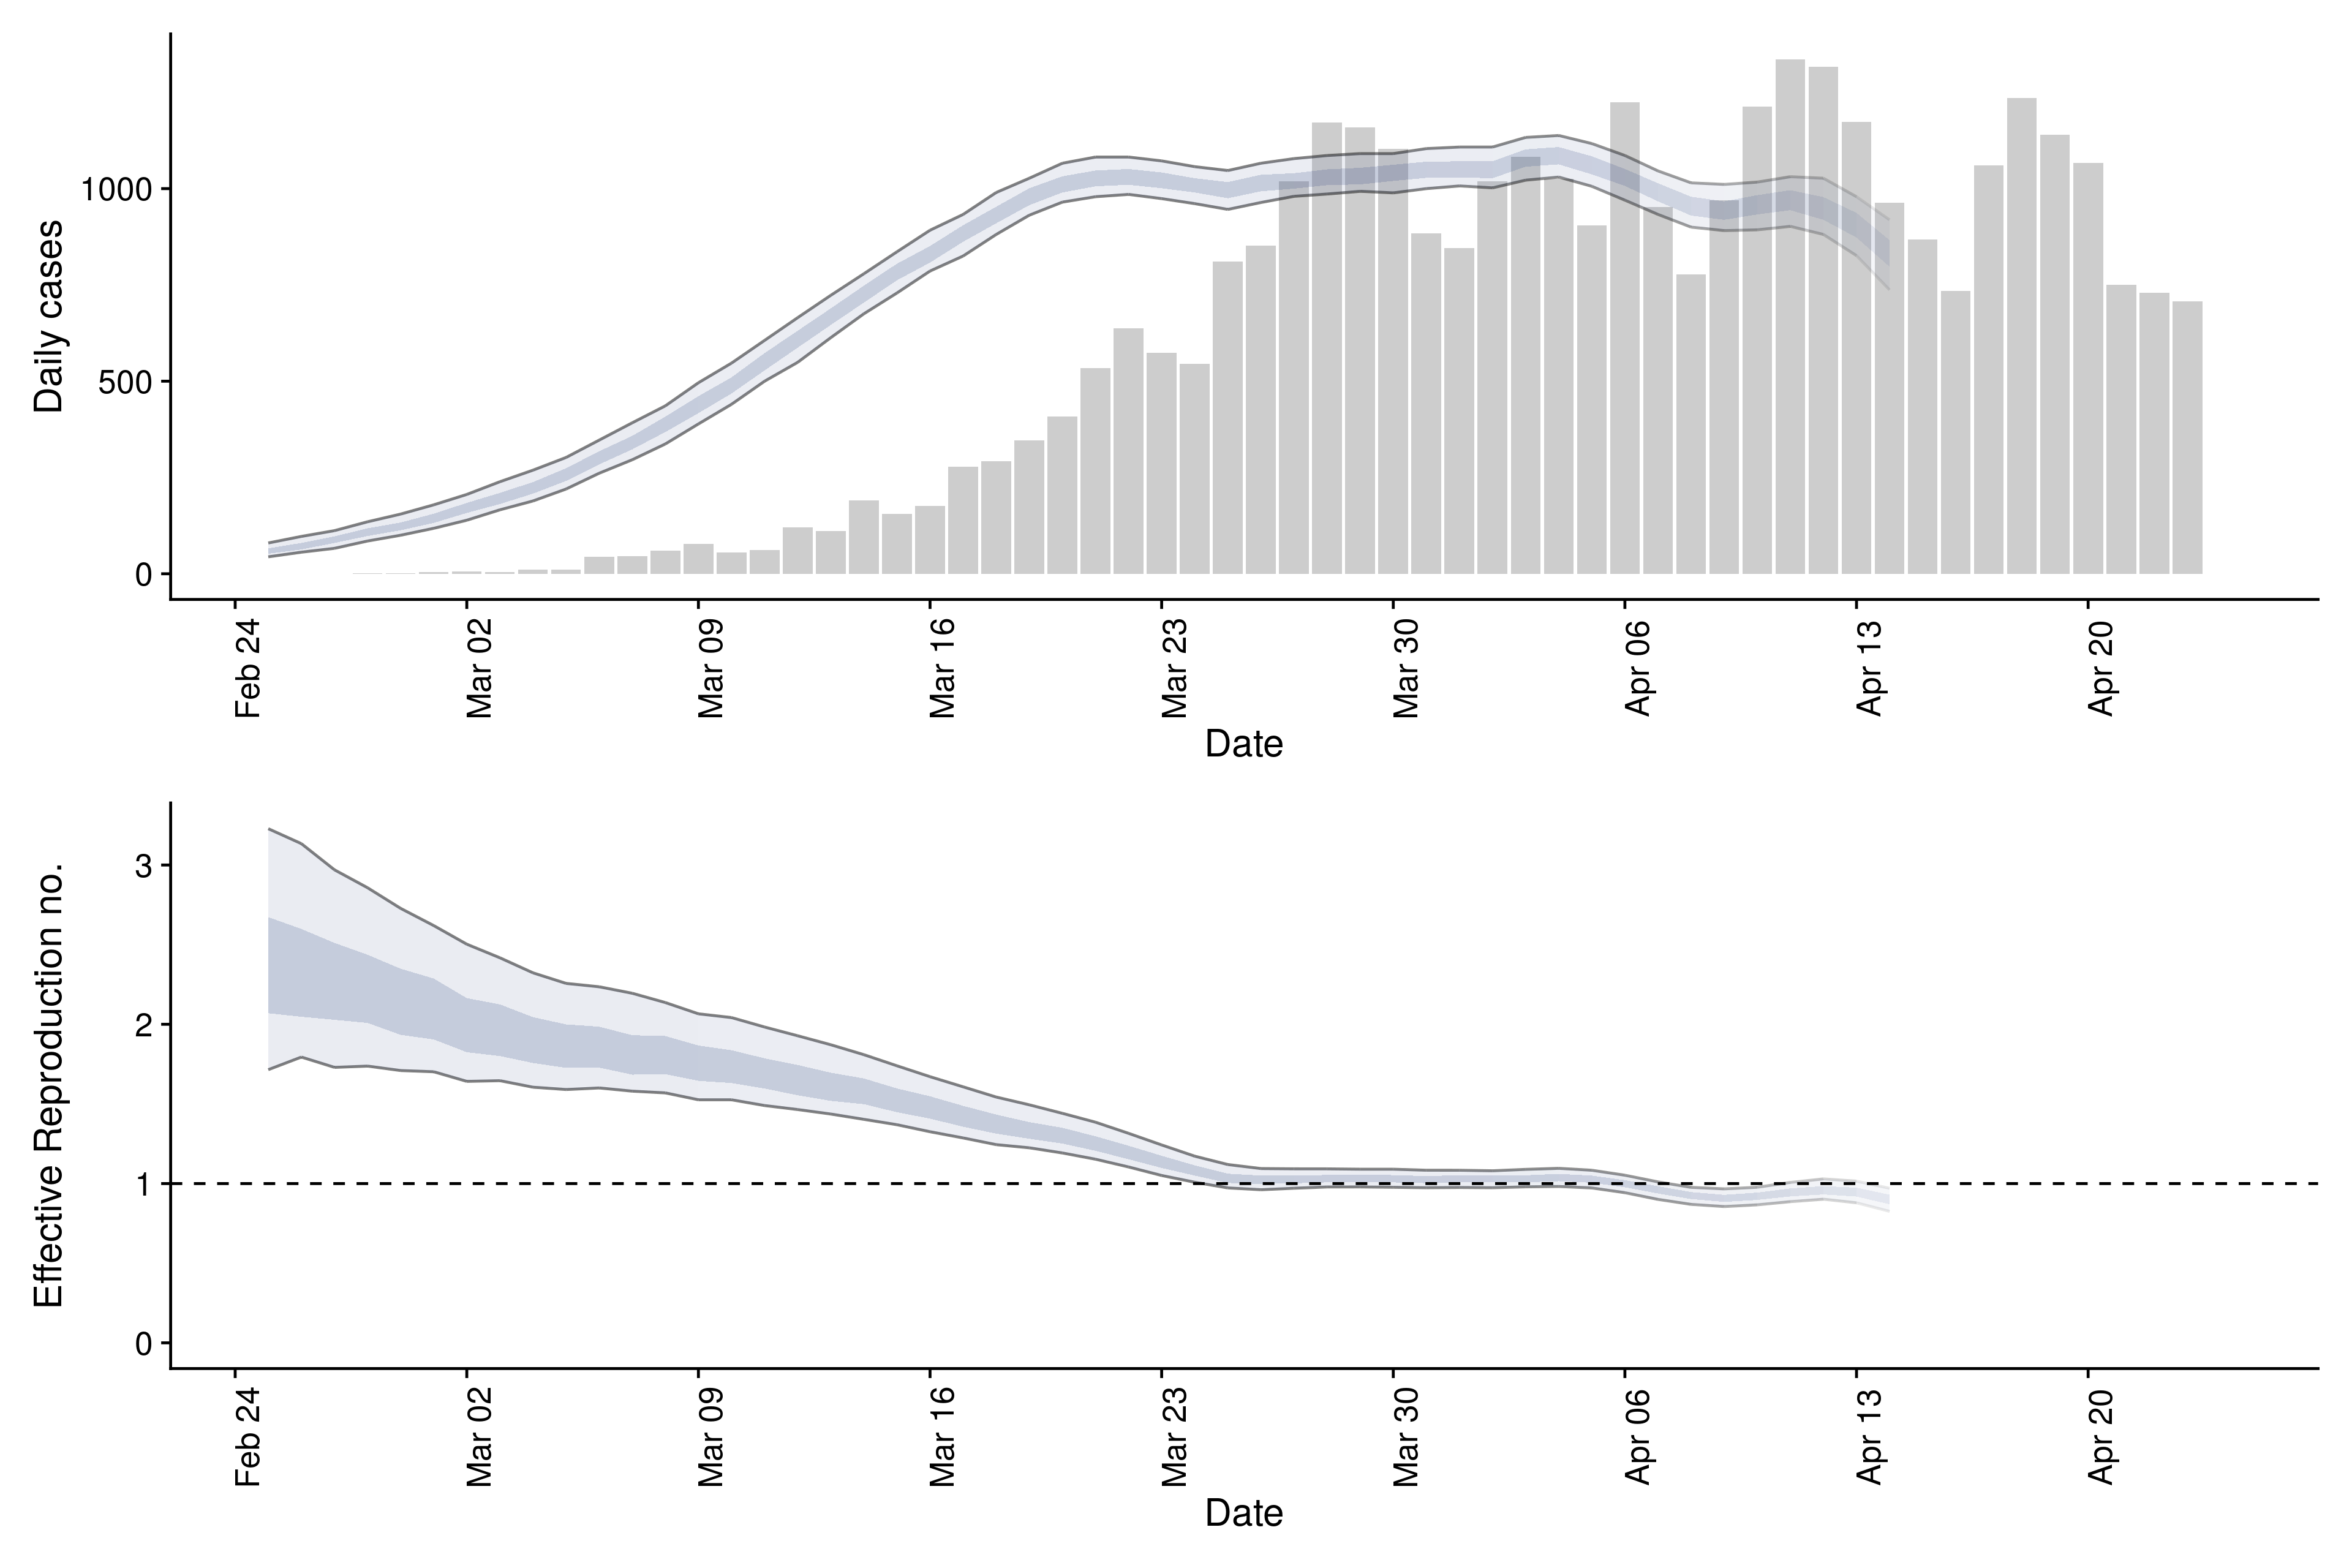 Daily cases
1000
500
0
Feb 24
Mar 02
Mar 09
Mar 16
Mar 23
Mar 30
Apr 06
Apr 13
Apr 20
Date
Effective Reproduction no.
3
2
1
0
Feb 24
Mar 02
Mar 09
Mar 16
Mar 23
Mar 30
Apr 06
Apr 13
Apr 20
Date